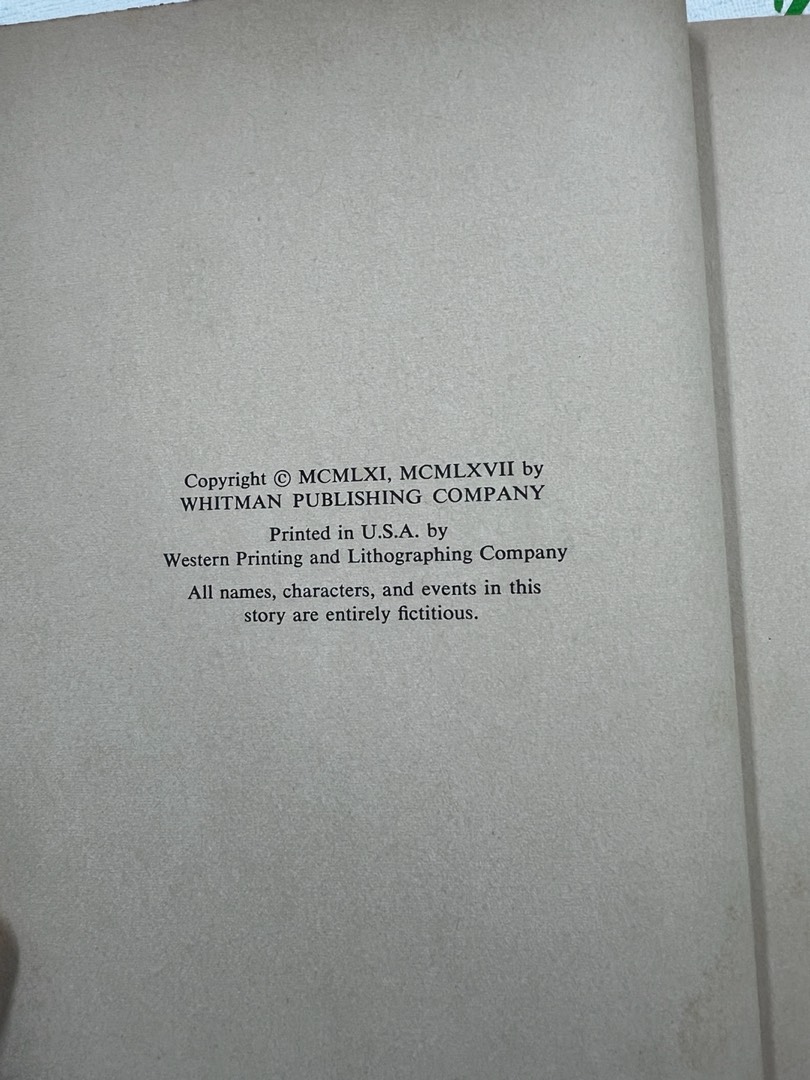 Copyright © MCMLXI, MCMLXVII by
WHITMAN PUBLISHING COMPANY
Printed in U.S.A. by
Western Printing and Lithographing Company
All names, characters, and events in this
story are entirely fictitious.